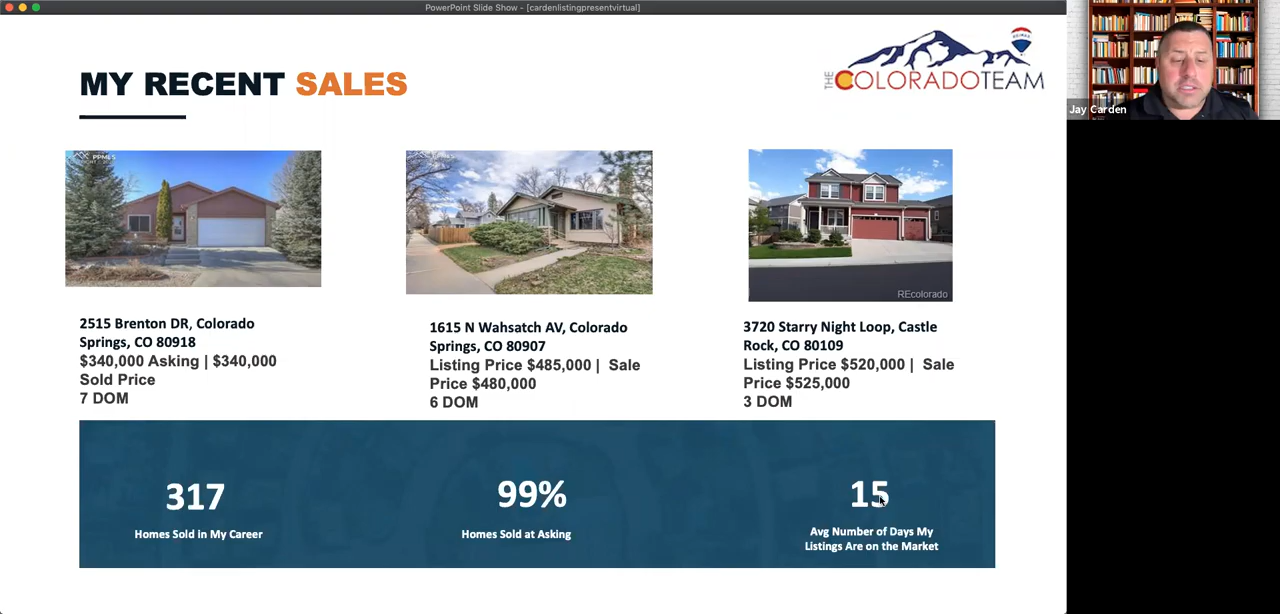 PowerPoint Slide Show - [cardenlistingpresentvirtual]
MY RECENT SALES
RE/MAX
THE COLORADO TEAM
Jay Carden
PPMLS
REcolorado
2515 Brenton DR, Colorado
Springs, CO 80918
$340,000 Asking | $340,000
Sold Price
7 DOM
1615 N Wahsatch AV, Colorado
Springs, CO 80907
Listing Price $485,000 | Sale
Price $480,000
6 DOM
3720 Starry Night Loop, Castle
Rock, CO 80109
Listing Price $520,000 | Sale
Price $525,000
3 DOM
317
Homes Sold in My Career
99%
Homes Sold at Asking
15
Avg Number of Days My
Listings Are on the Market